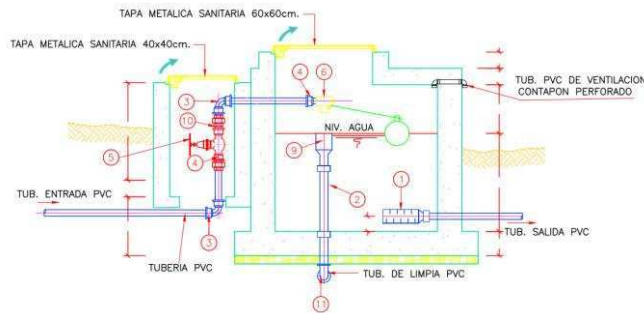 TAPA METALICA SANITARIA 60x60cm.
TAPA METALICA SANITARIA 40x40cm.
TUB. PVC DE VENTILACION
CONTAPON PERFORADO
3
4
6
10
NIV. AGUA
5
9
4
2
1
TUB. ENTRADA PVC
3
TUB. SALIDA PVC
TUBERIA PVC
TUB. DE LIMPIA PVC
11